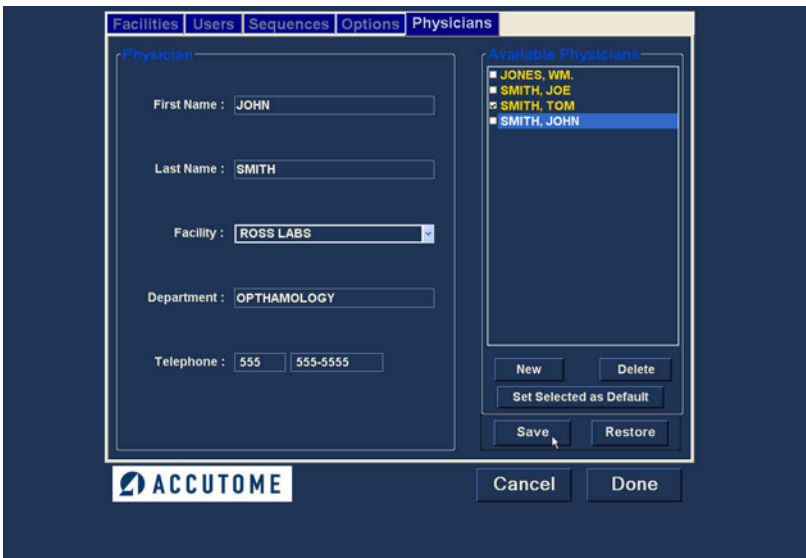 Facilities Users Sequences Options Physicians
Physician
First Name : JOHN
Last Name : SMITH
Facility : ROSS LABS
Department : OPTHAMOLOGY
Telephone : 555 555-5555
Available Physicians
JONES, WM.
SMITH, JOE
SMITH, TOM
SMITH, JOHN
New Delete
Set Selected as Default
Save Restore
ACCUTOME
Cancel Done